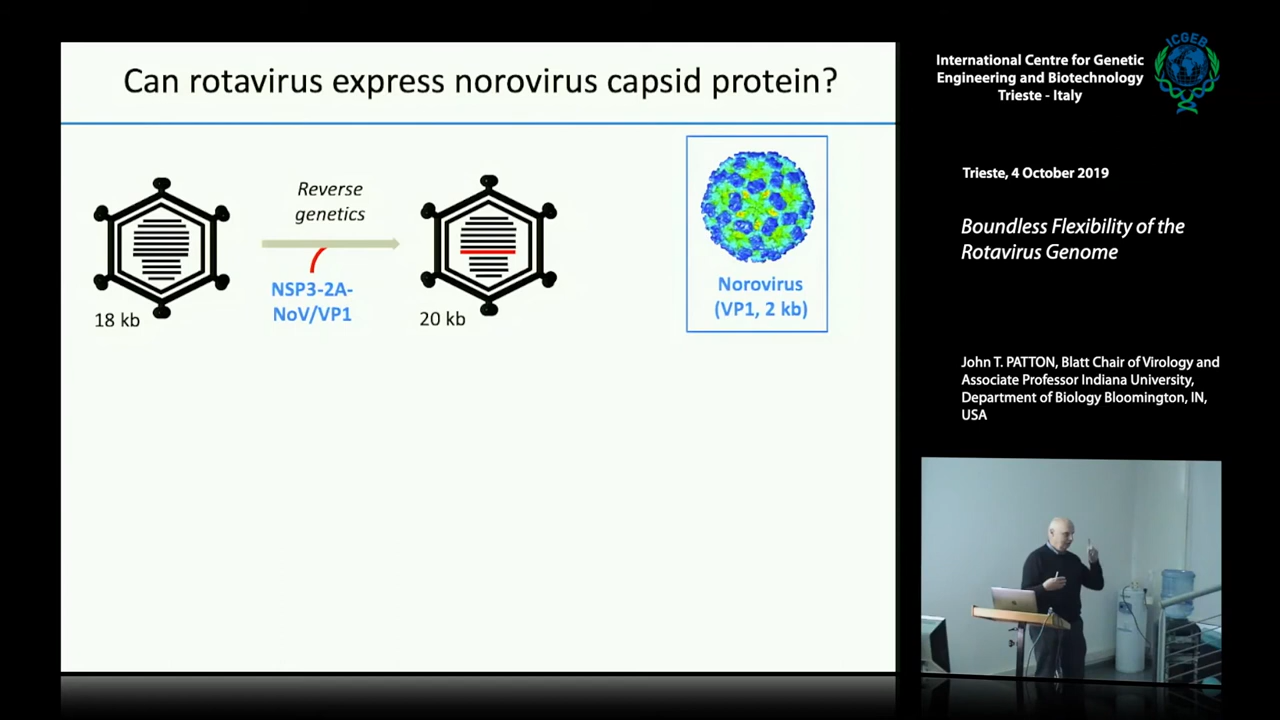 Can rotavirus express norovirus capsid protein?
Reverse
genetics
NSP3-2A-
NoV/VP1
18 kb
20 kb
Norovirus
(VP1, 2 kb)
International Centre for Genetic
Engineering and Biotechnology
Trieste - Italy
ICGEB
Trieste, 4 October 2019
Boundless Flexibility of the
Rotavirus Genome
John T. PATTON, Blatt Chair of Virology and
Associate Professor Indiana University,
Department of Biology Bloomington, IN,
USA